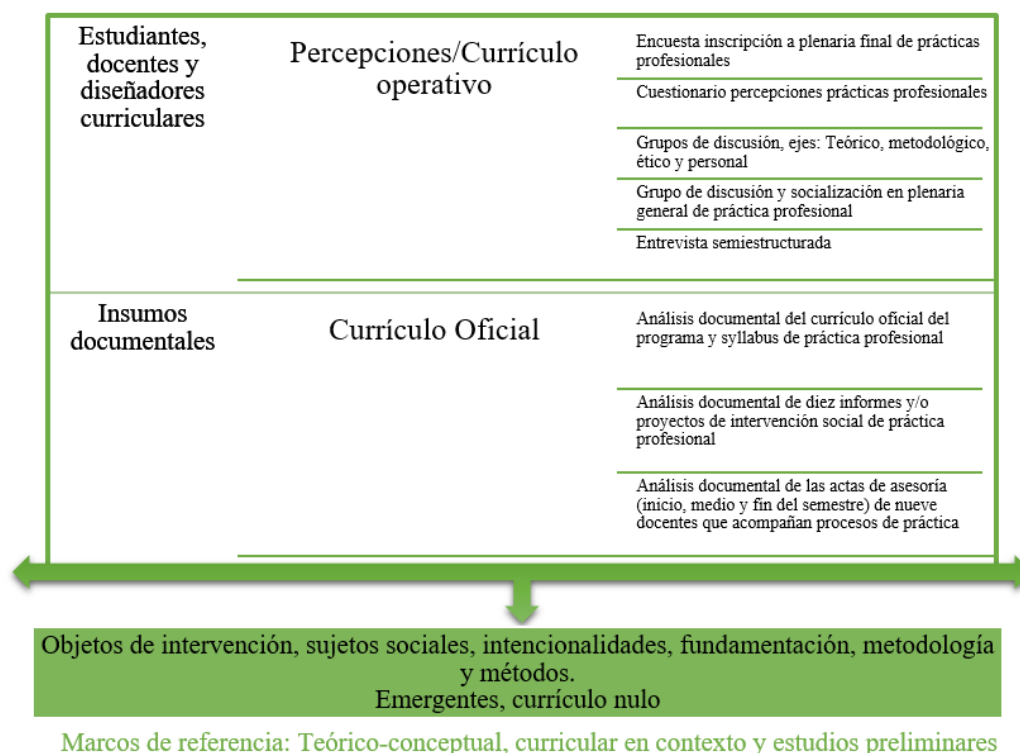 Estudiantes,
docentes y
diseñadores
curriculares
Percepciones/Currículo
operativo
Encuesta inscripción a plenaria final de prácticas
profesionales
Cuestionario percepciones prácticas profesionales
Grupos de discusión, ejes: Teórico, metodológico,
ético y personal
Grupo de discusión y socialización en plenaria
general de práctica profesional
Entrevista semiestructurada
Insumos
documentales
Currículo Oficial
Análisis documental del currículo oficial del
programa y syllabus de práctica profesional
Análisis documental de diez informes y/o
proyectos de intervención social de práctica
profesional
Análisis documental de las actas de asesoría
(inicio, medio y fin del semestre) de nueve
docentes que acompañan procesos de práctica
Objetos de intervención, sujetos sociales, intencionalidades, fundamentación, metodología
y métodos.
Emergentes, currículo nulo
Marcos de referencia: Teórico-conceptual, curricular en contexto y estudios preliminares